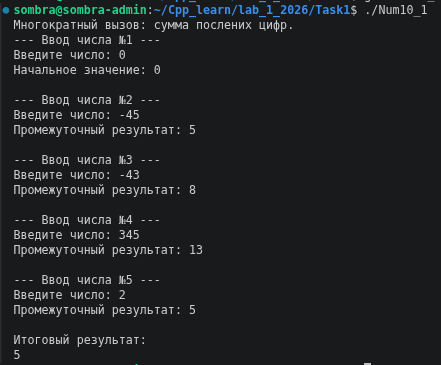 sombra@sombra-admin:~/Cpp_learn/lab_1_2026/Task1$ ./Num10_1
Многократный вызов: сумма послених цифр.
--- Ввод числа №1 ---
Введите число: 0
Начальное значение: 0
--- Ввод числа №2 ---
Введите число: -45
Промежуточный результат: 5
--- Ввод числа №3 ---
Введите число: -43
Промежуточный результат: 8
--- Ввод числа №4 ---
Введите число: 345
Промежуточный результат: 13
--- Ввод числа №5 ---
Введите число: 2
Промежуточный результат: 5
Итоговый результат:
5